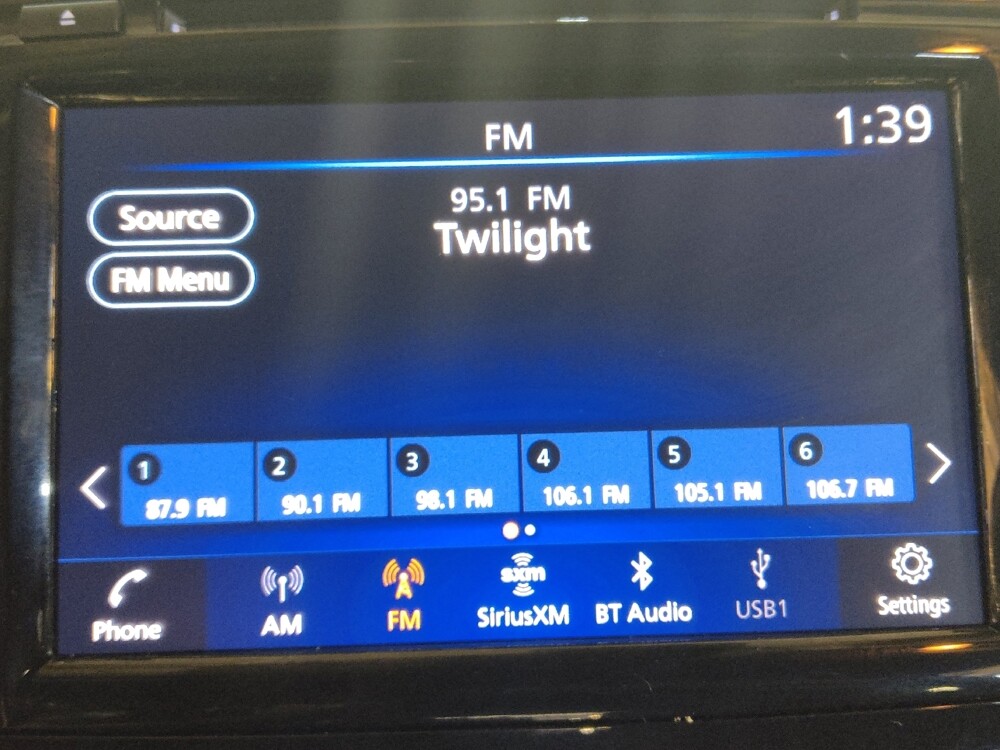 FM
1:39
95.1 FM
Twilight
Source
FM Menu
1 2 3 4 5 6
87.9 FM 90.1 FM 98.1 FM 106.1 FM 105.1 FM 106.7 FM
sxm
Phone AM FM SiriusXM BT Audio USB1 Settings